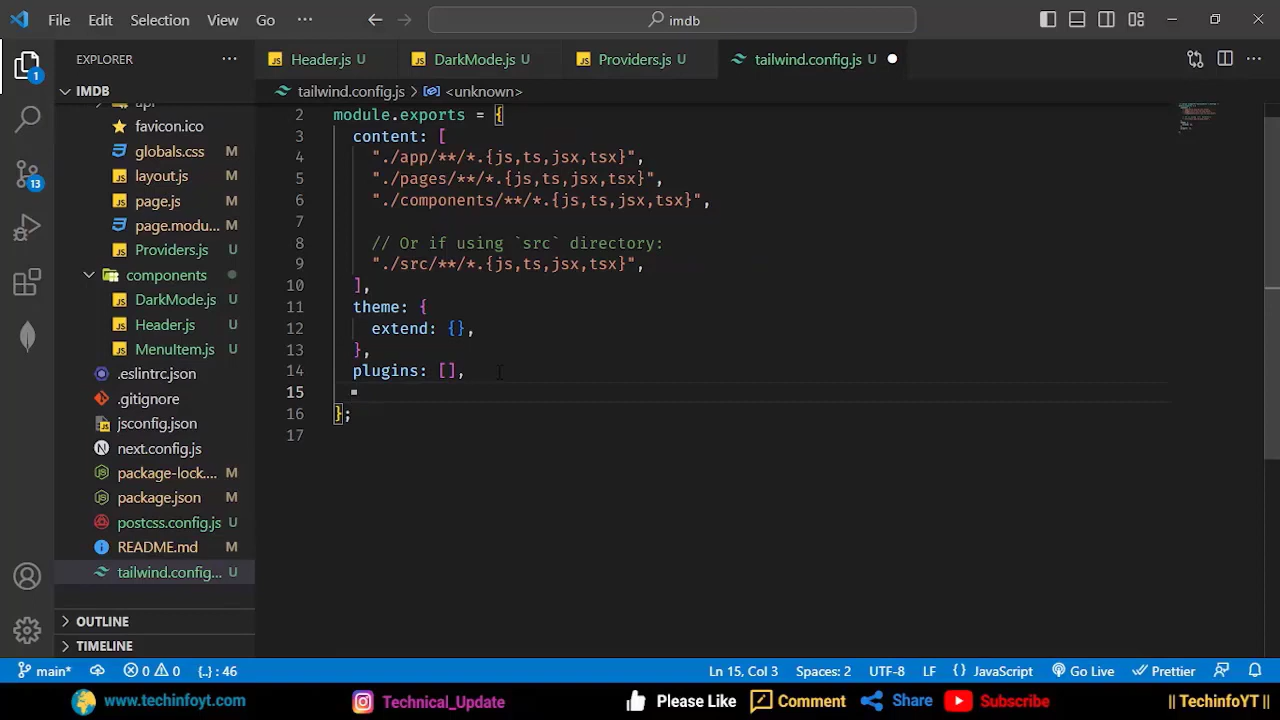 File Edit Selection View Go ··· imdb
EXPLORER ···
Header.js U DarkMode.js U Providers.js U tailwind.config.js U
IMDB
tailwind.config.js > <unknown>
api
favicon.ico
globals.css M
layout.js M
page.js M
page.modu... M
Providers.js U
components
DarkMode.js U
Header.js U
MenuItem.js U
.eslintrc.json
.gitignore
jsconfig.json
next.config.js
package-lock.... M
package.json M
postcss.config.js U
README.md M
tailwind.config... U
OUTLINE
TIMELINE
1
13
2 module.exports = {
3 content: [
4 "./app/**/*.{js,ts,jsx,tsx}",
5 "./pages/**/*.{js,ts,jsx,tsx}",
6 "./components/**/*.{js,ts,jsx,tsx}",
7
8 // Or if using `src` directory:
9 "./src/**/*.{js,ts,jsx,tsx}",
10 ],
11 theme: {
12 extend: {},
13 },
14 plugins: [],
15
16 };
17
main* 0 0 {..} : 46 Ln 15, Col 3 Spaces: 2 UTF-8 LF {} JavaScript Go Live Prettier
www.techinfoyt.com Technical_Update Please Like Comment Share Subscribe || TechinfoYT ||